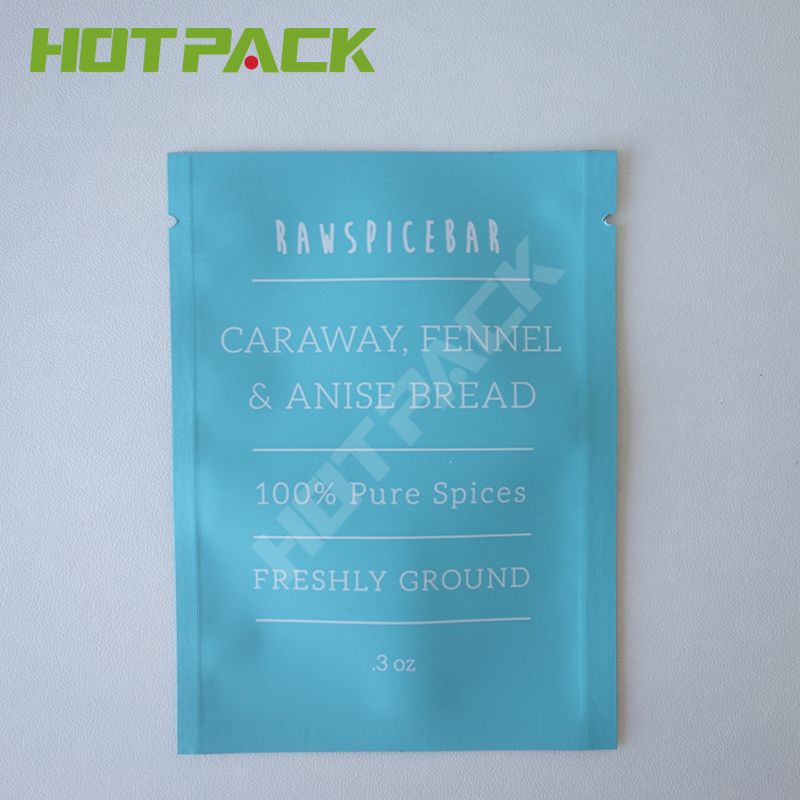 HOTPACK
RAWSPICEBAR
CARAWAY, FENNEL
& ANISE BREAD
HOTPACK
100% Pure Spices
FRESHLY GROUND
.3 oz